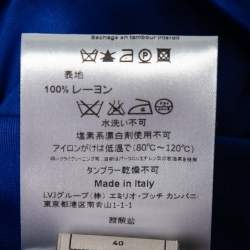 Sechage en tambour interdit
表地
100% レーヨン
水洗い不可
塩素系漂白剤使用不可
アイロンがけは低温で(80℃～120℃)
タンブラー乾燥不可
Made in Italy
LVJグループ(株) エミリオ・プッチ カンパニー
東京都港区南青山1-1-1
40